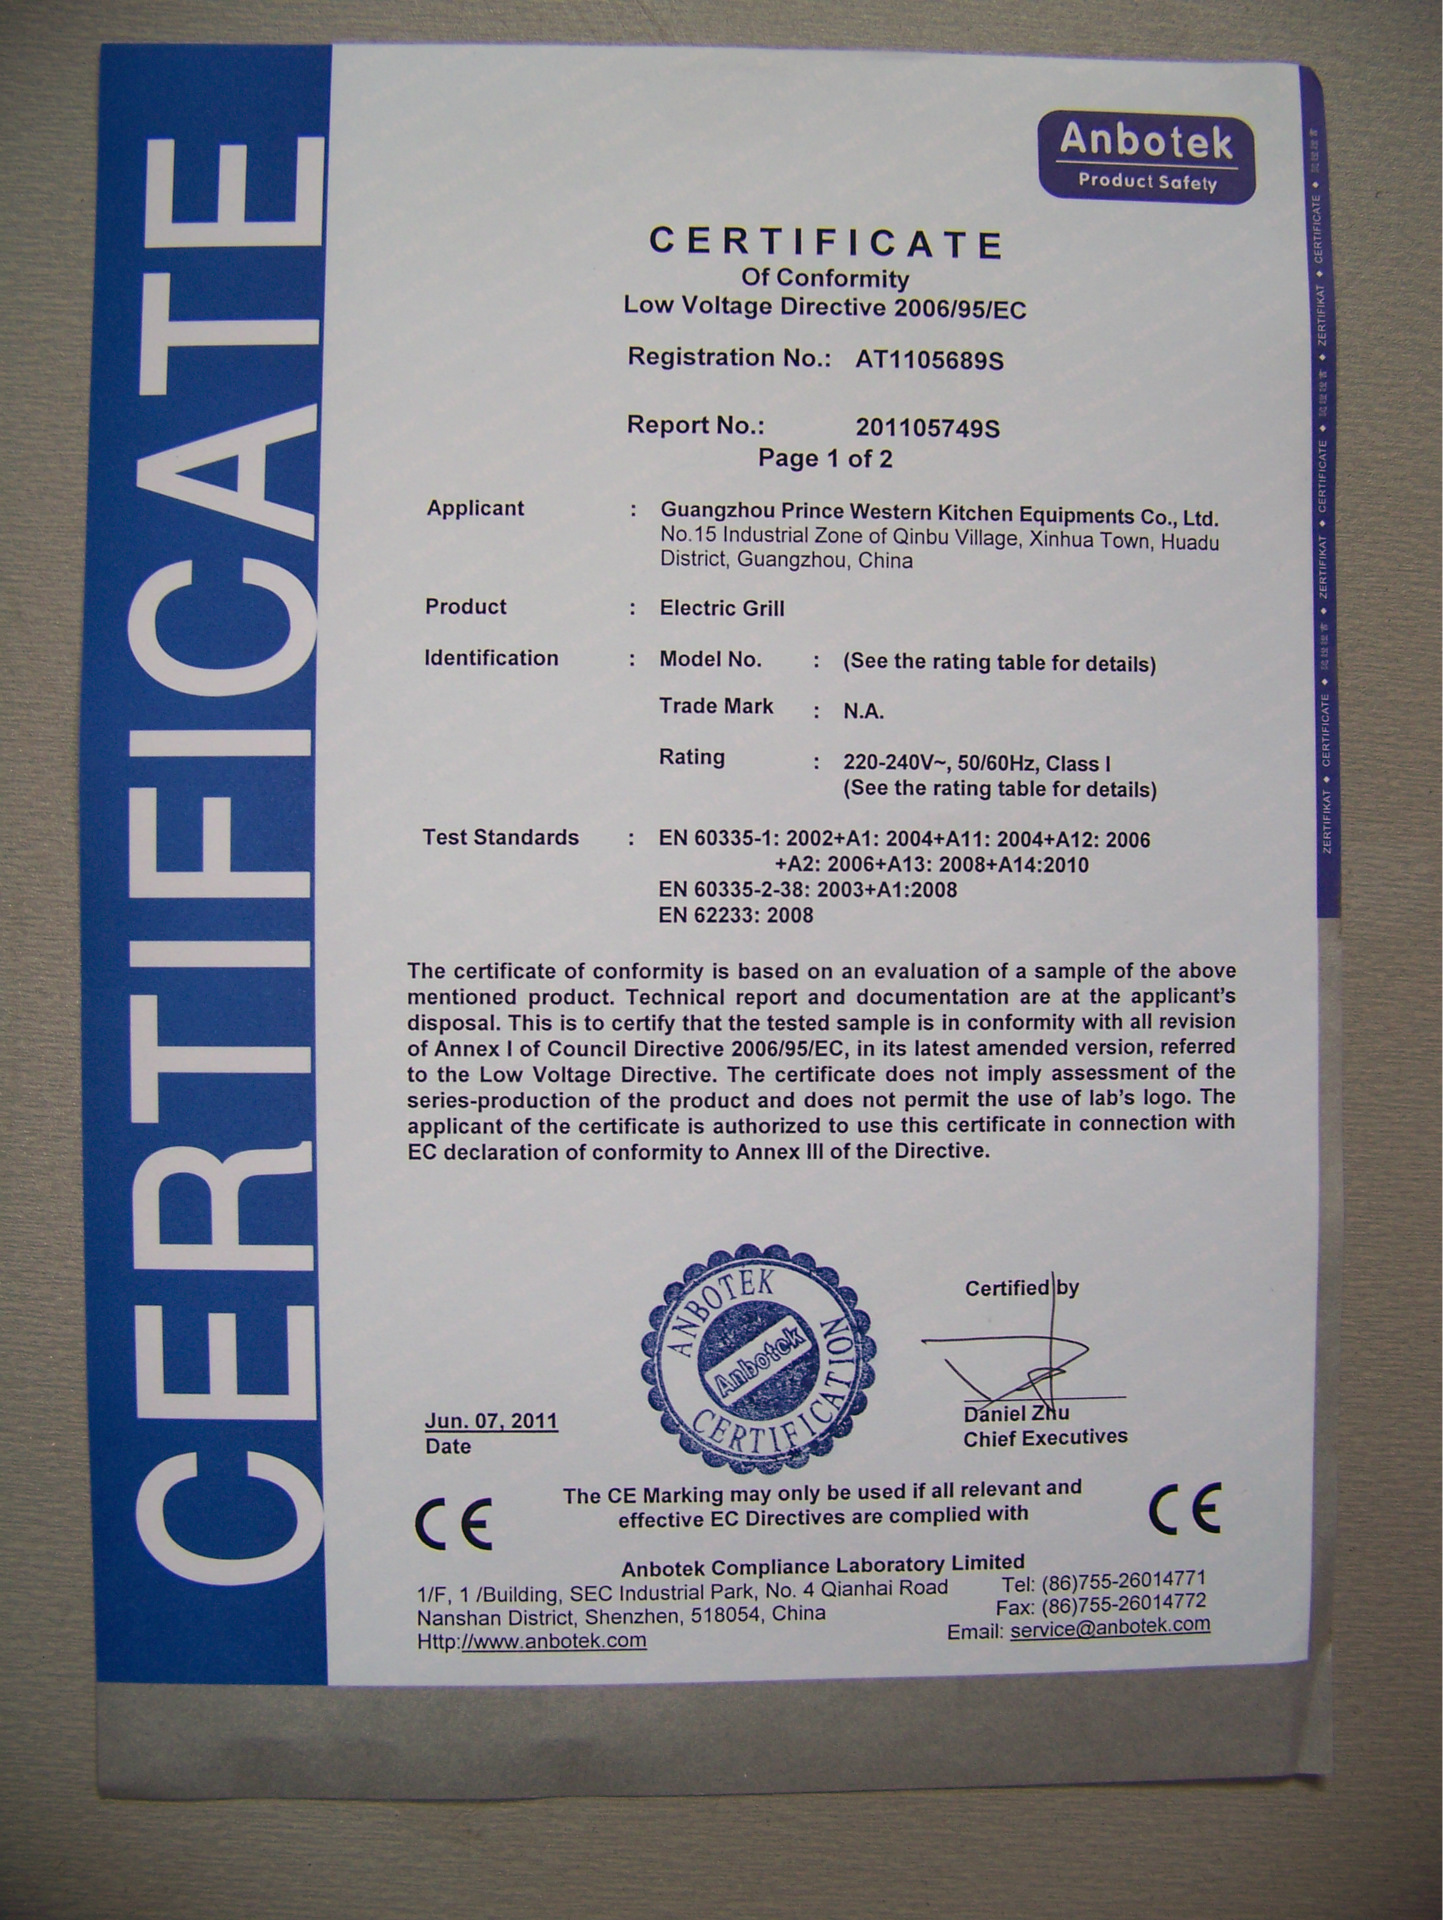 CERTIFICATE
Anbotek
Product Safety
CERTIFICATE
Of Conformity
Low Voltage Directive 2006/95/EC
Registration No.: AT1105689S
Report No.: 201105749S
Page 1 of 2
Applicant : Guangzhou Prince Western Kitchen Equipments Co., Ltd.
No.15 Industrial Zone of Qinbu Village, Xinhua Town, Huadu
District, Guangzhou, China
Product : Electric Grill
Identification : Model No. : (See the rating table for details)
Trade Mark : N.A.
Rating : 220-240V~, 50/60Hz, Class I
(See the rating table for details)
Test Standards : EN 60335-1: 2002+A1: 2004+A11: 2004+A12: 2006
+A2: 2006+A13: 2008+A14:2010
EN 60335-2-38: 2003+A1:2008
EN 62233: 2008
The certificate of conformity is based on an evaluation of a sample of the above
mentioned product. Technical report and documentation are at the applicant's
disposal. This is to certify that the tested sample is in conformity with all revision
of Annex I of Council Directive 2006/95/EC, in its latest amended version, referred
to the Low Voltage Directive. The certificate does not imply assessment of the
series-production of the product and does not permit the use of lab's logo. The
applicant of the certificate is authorized to use this certificate in connection with
EC declaration of conformity to Annex III of the Directive.
ANBOTEK
Anbotek
CERTIFICATION
Certified by
Daniel Zhu
Chief Executives
Jun. 07, 2011
Date
CE
The CE Marking may only be used if all relevant and
effective EC Directives are complied with
CE
Anbotek Compliance Laboratory Limited
1/F, 1 /Building, SEC Industrial Park, No. 4 Qianhai Road
Nanshan District, Shenzhen, 518054, China
Http://www.anbotek.com
Tel: (86)755-26014771
Fax: (86)755-26014772
Email: service@anbotek.com
ZERTIFIKAT ◆ CERTIFICATE ◆ ◆ ZERTIFIKAT ◆ CERTIFICATE ◆ ◆ ZERTIFIKAT ◆ CERTIFICATE ◆